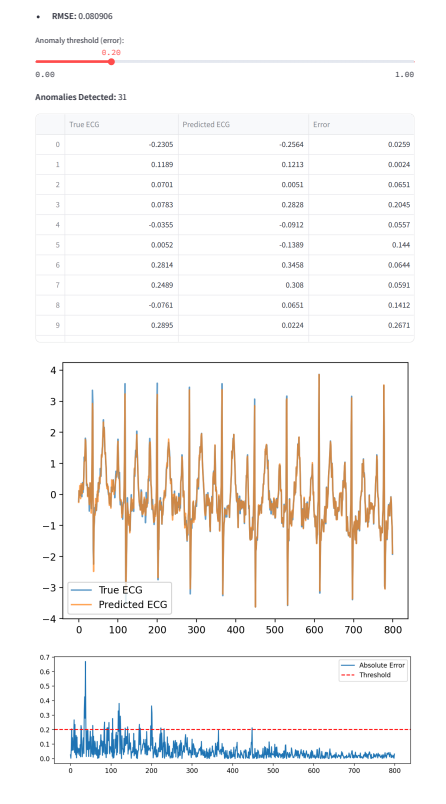 RMSE: 0.080906
Anomaly threshold (error):
0.20
0.00 1.00
Anomalies Detected: 31
True ECG Predicted ECG Error
0 -0.2305 -0.2564 0.0259
1 0.1189 0.1213 0.0024
2 0.0701 0.0051 0.0651
3 0.0783 0.2828 0.2045
4 -0.0355 -0.0912 0.0557
5 0.0052 -0.1389 0.144
6 0.2814 0.3458 0.0644
7 0.2489 0.308 0.0591
8 -0.0761 0.0651 0.1412
9 0.2895 0.0224 0.2671
4
3
2
1
0
−1
−2
−3
−4
True ECG
Predicted ECG
0 100 200 300 400 500 600 700 800
0.7
0.6
0.5
0.4
0.3
0.2
0.1
0.0
Absolute Error
Threshold
0 100 200 300 400 500 600 700 800